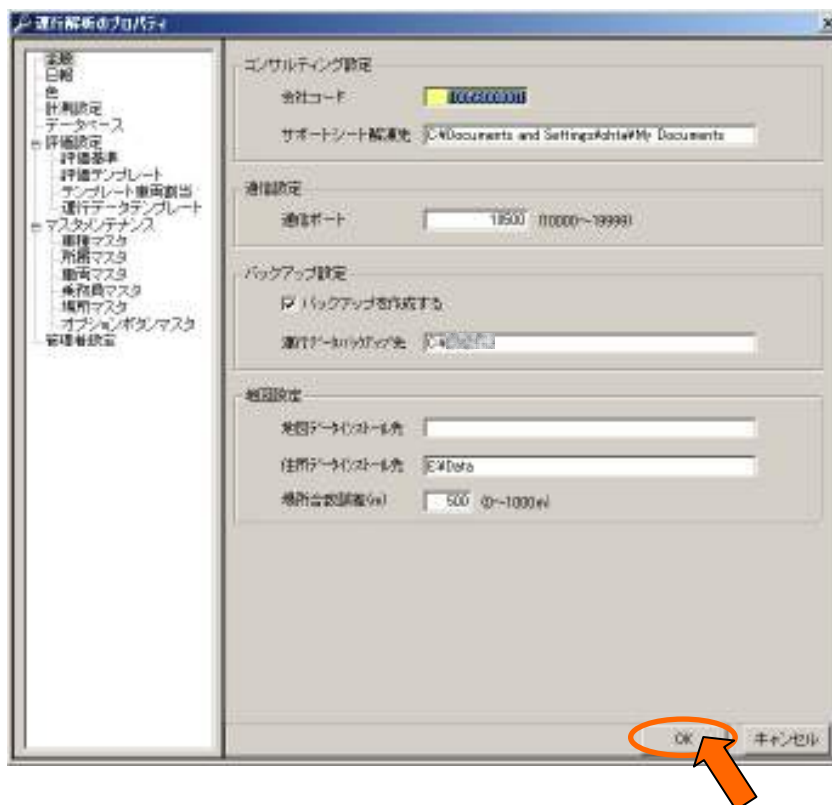 運行解析のプロパティ
全般
日報
色
計測設定
データベース
評価設定
評価基準
評価テンプレート
テンプレート車両割当
運行データテンプレート
マスタメンテナンス
車種マスタ
所属マスタ
車両マスタ
乗務員マスタ
場所マスタ
オプションボタンマスタ
管理者設定
コンサルティング設定
会社コード
サポートシート解凍先 C:¥Documents and Settings¥ohta¥My Documents
通信設定
通信ポート 10500 (10000～19999)
バックアップ設定
バックアップを作成する
運行データバックアップ先 C:¥
地図設定
地図データインストール先
住所データインストール先 E:¥Data
場所合致誤差(m) 500 (0～1000m)
OK キャンセル